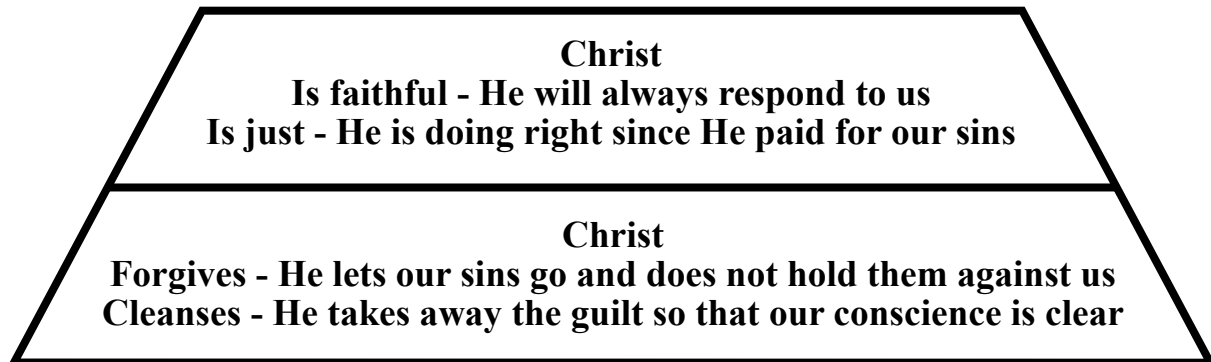 Christ
Is faithful - He will always respond to us
Is just - He is doing right since He paid for our sins
Christ
Forgives - He lets our sins go and does not hold them against us
Cleanses - He takes away the guilt so that our conscience is clear